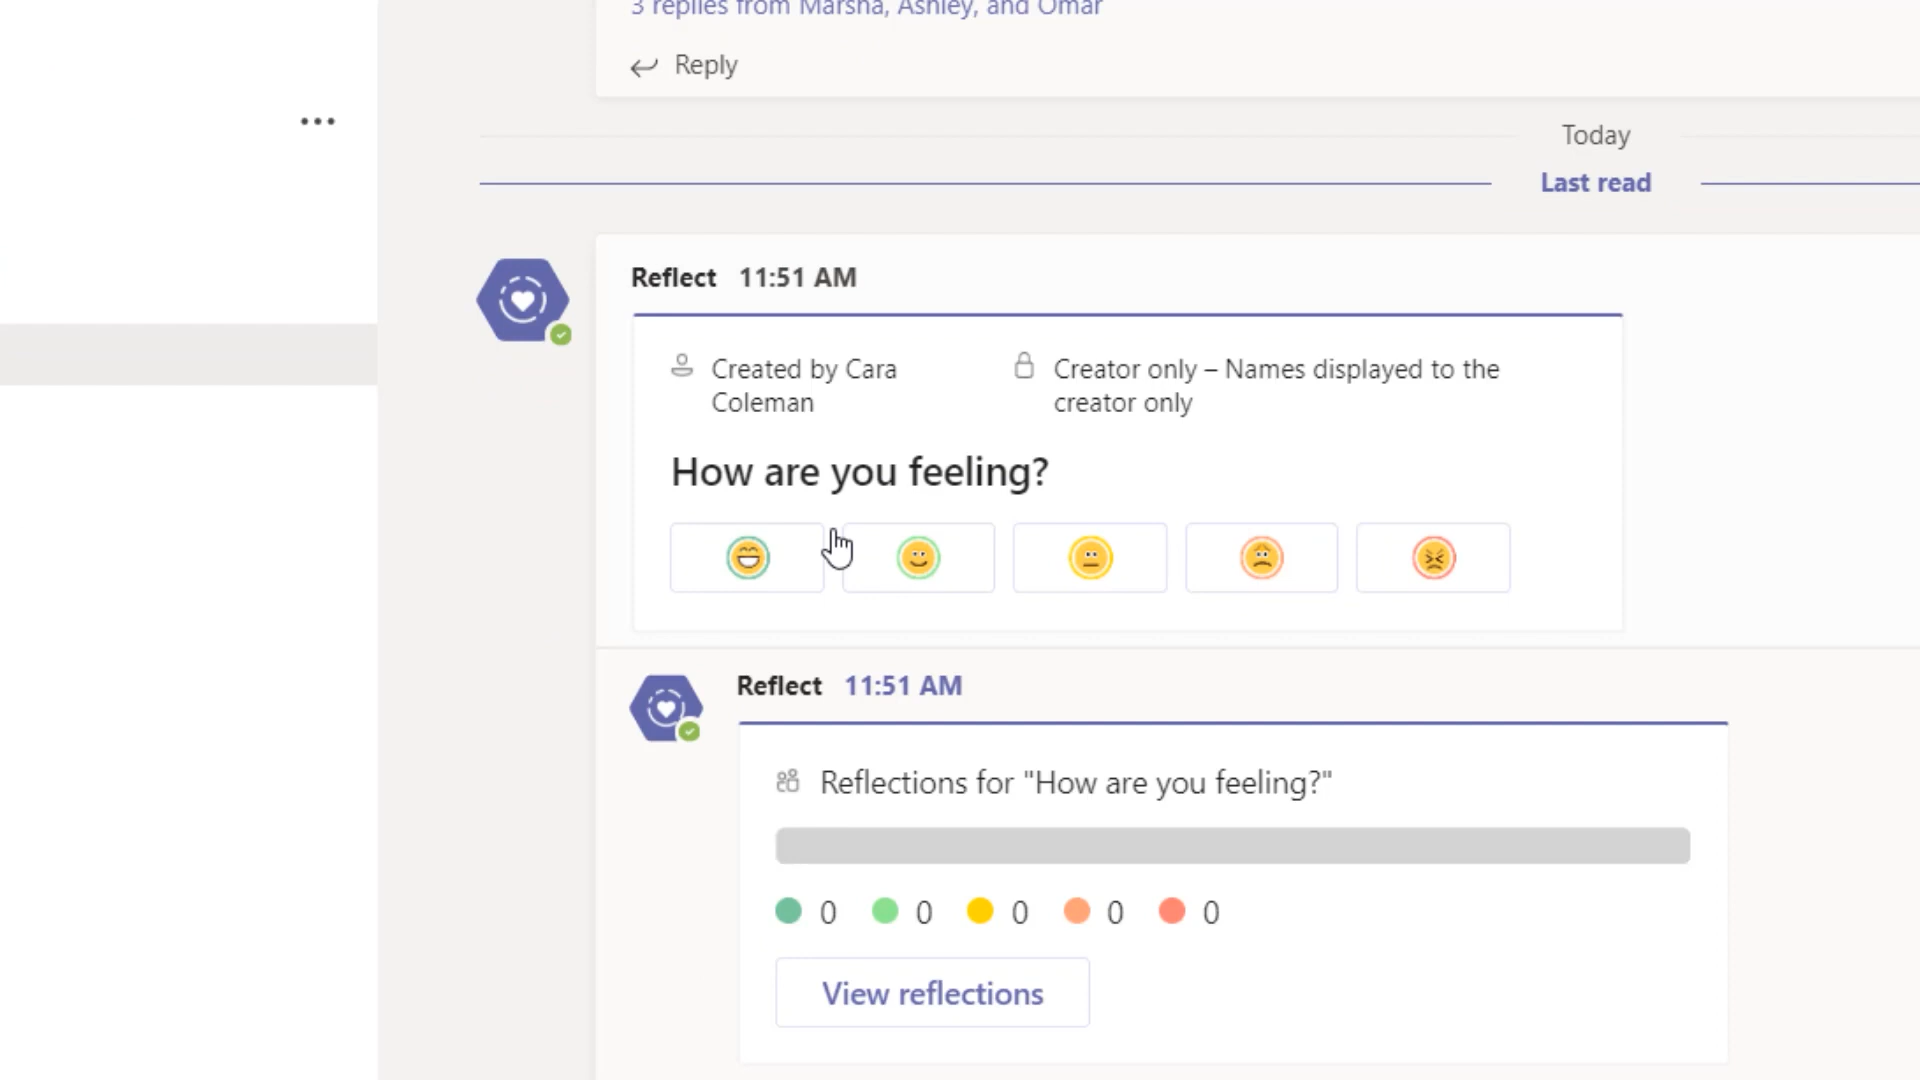 3 replies from Marsha, Ashley, and Omar
Reply
Today
Last read
Reflect 11:51 AM
Created by Cara
Coleman
Creator only – Names displayed to the
creator only
How are you feeling?
Reflect 11:51 AM
Reflections for "How are you feeling?"
0 0 0 0 0
View reflections